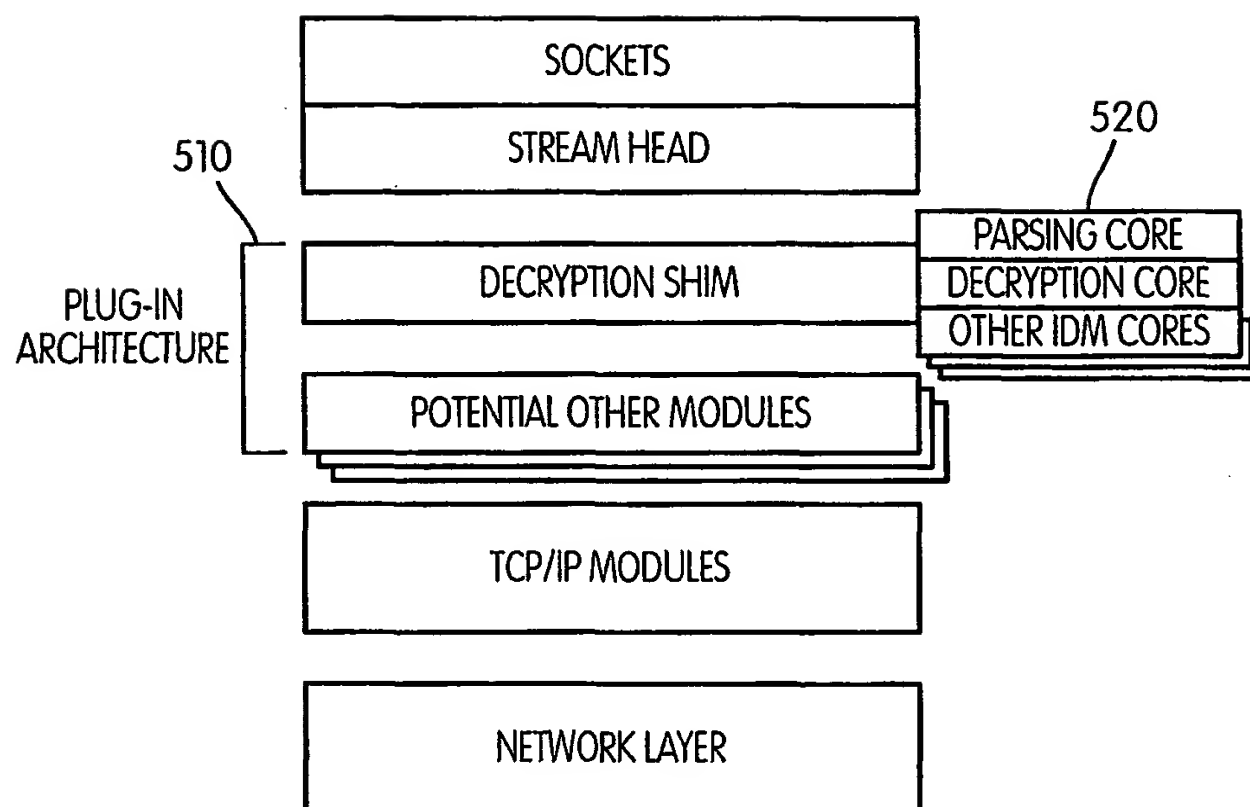 SOCKETS
STREAM HEAD
510
520
PLUG-IN
ARCHITECTURE
DECRYPTION SHIM
PARSING CORE
DECRYPTION CORE
OTHER IDM CORES
POTENTIAL OTHER MODULES
TCP/IP MODULES
NETWORK LAYER